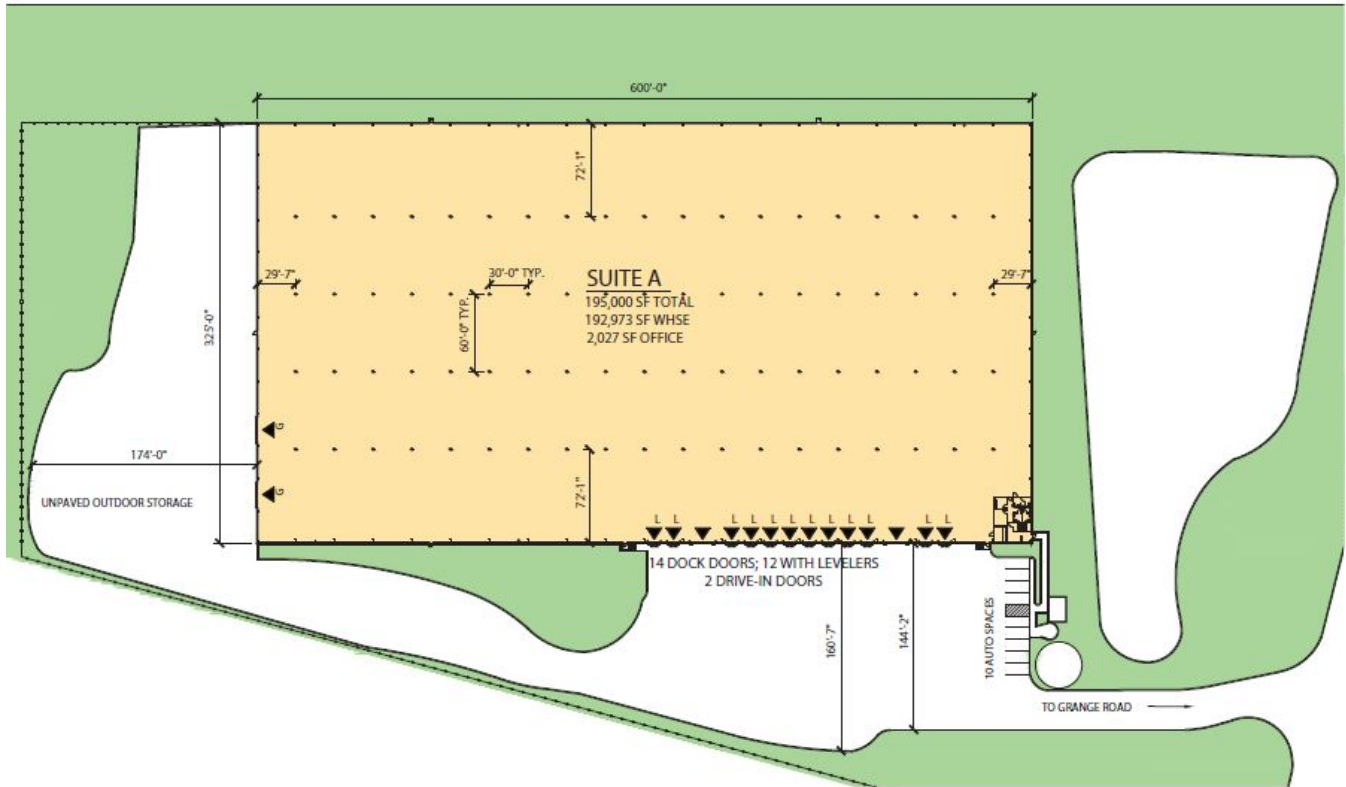 600'-0"
72'-1"
29'-7"
30'-0" TYP.
SUITE A
29'-7"
195,000 SF TOTAL
192,973 SF WHSE
2,027 SF OFFICE
325'-0"
60'-0" TYP.
G
174'-0"
UNPAVED OUTDOOR STORAGE
G
72'-1"
L L L L L L L L L L L L
14 DOCK DOORS; 12 WITH LEVELERS
2 DRIVE-IN DOORS
160'-7"
144'-2"
10 AUTO SPACES
TO GRANGE ROAD